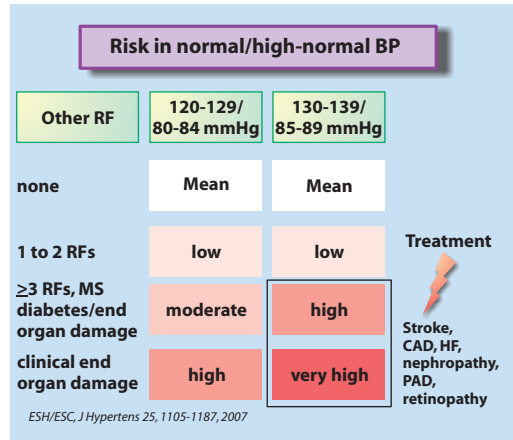 Risk in normal/high-normal BP
Other RF
120-129/
80-84 mmHg
130-139/
85-89 mmHg
none
Mean
Mean
1 to 2 RFs
low
low
≥3 RFs, MS
diabetes/end
organ damage
moderate
high
clinical end
organ damage
high
very high
Treatment
Stroke,
CAD, HF,
nephropathy,
PAD,
retinopathy
ESH/ESC, J Hypertens 25, 1105-1187, 2007